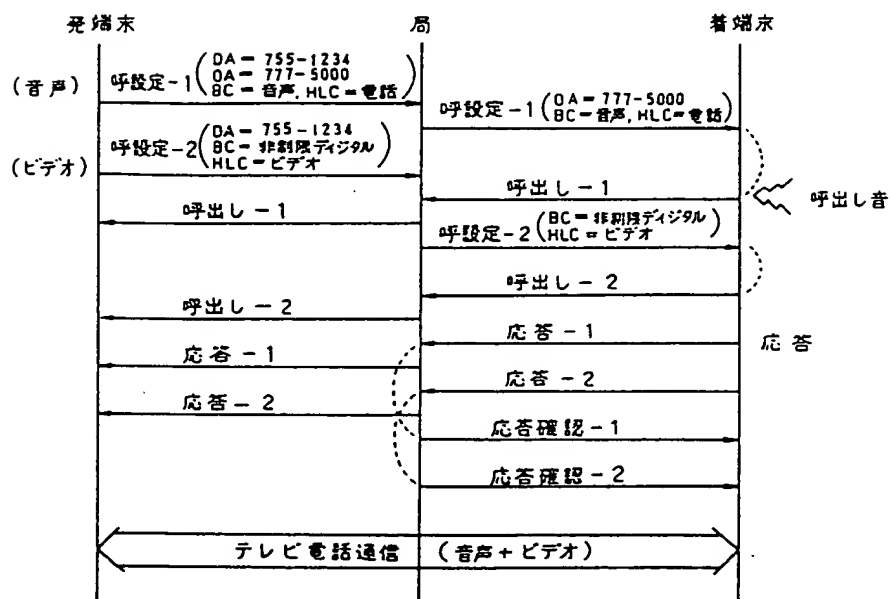 発端末 局 着端末
(音声) 呼設定-1 (DA = 755-1234
OA = 777-5000
BC = 音声, HLC = 電話)
呼設定-1 (OA = 777-5000
BC = 音声, HLC = 電話)
(ビデオ) 呼設定-2 (DA = 755-1234
BC = 非制限ディジタル
HLC = ビデオ)
呼出し-1
呼出し音
呼出し-1
呼設定-2 (BC = 非制限ディジタル
HLC = ビデオ)
呼出し-2
呼出し-2
応答-1
応答
応答-1
応答-2
応答-2
応答確認-1
応答確認-2
テレビ電話通信 (音声+ビデオ)